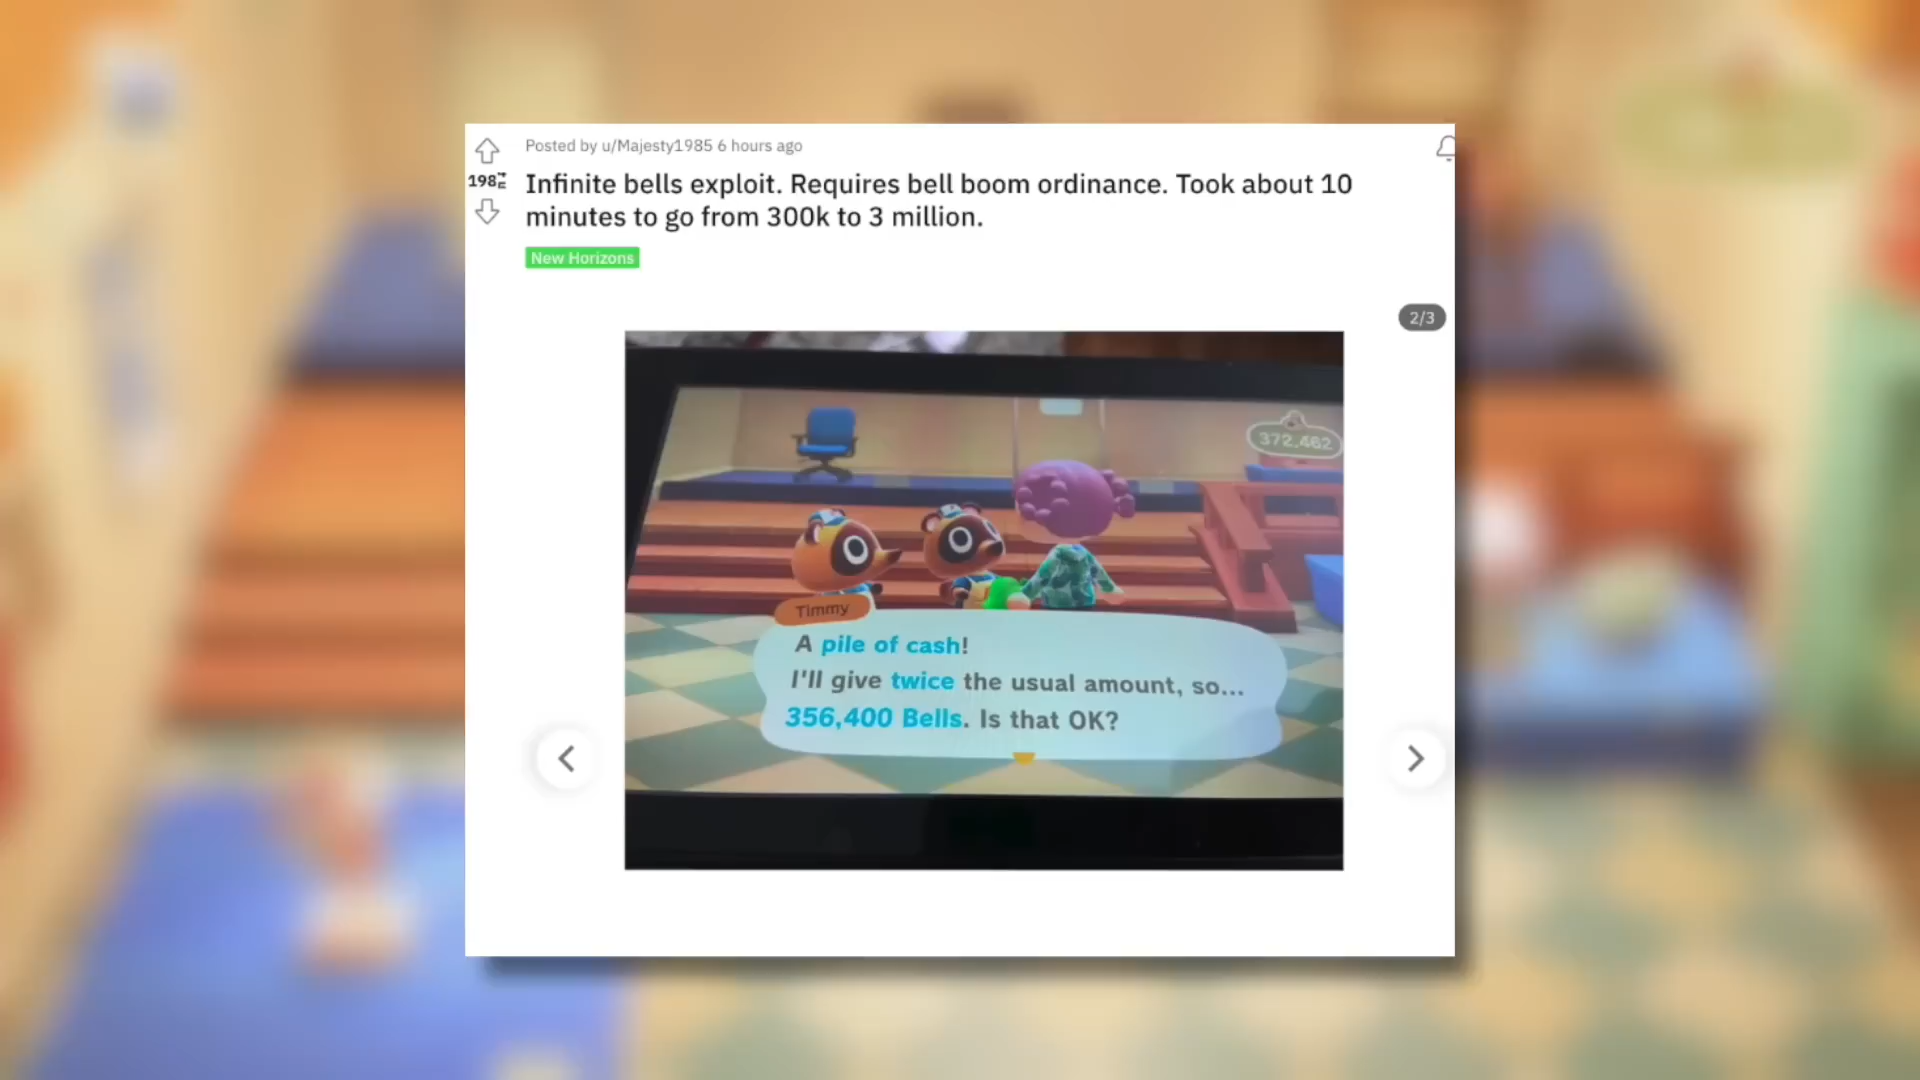 Posted by u/Majesty1985 6 hours ago
Infinite bells exploit. Requires bell boom ordinance. Took about 10
minutes to go from 300k to 3 million.
New Horizons
2/3
372,462
Timmy
A pile of cash!
I'll give twice the usual amount, so...
356,400 Bells. Is that OK?